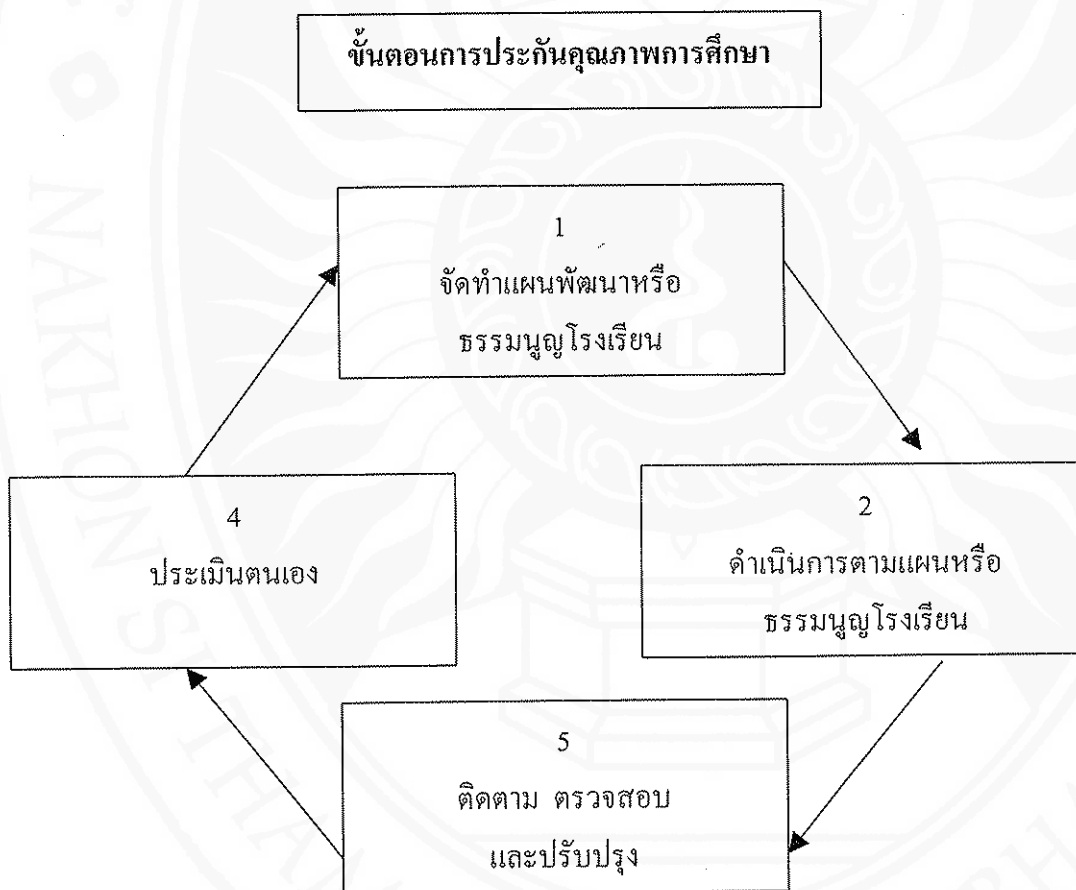 ขั้นตอนการประกันคุณภาพการศึกษา
1
จัดทำแผนพัฒนาหรือ
ธรรมนูญโรงเรียน
2
ดำเนินการตามแผนหรือ
ธรรมนูญโรงเรียน
5
ติดตาม ตรวจสอบ
และปรับปรุง
4
ประเมินตนเอง
NAKHON SI THAM